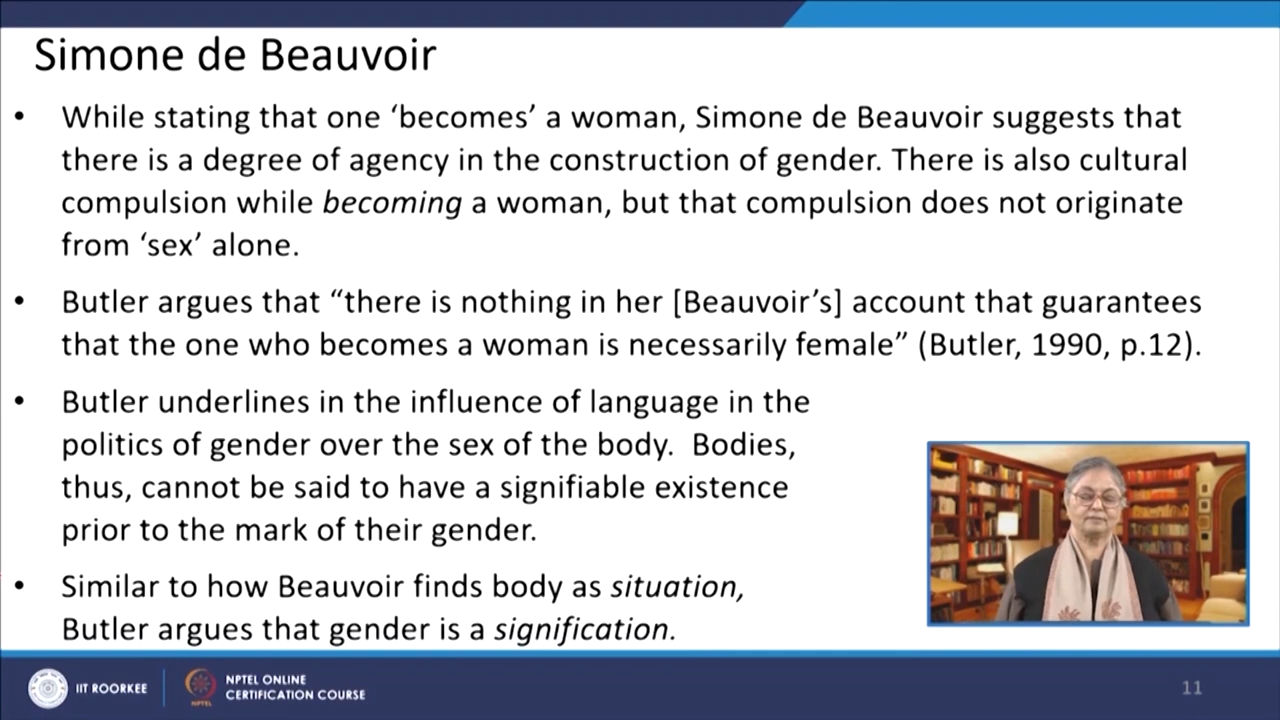 Simone de Beauvoir
• While stating that one ‘becomes’ a woman, Simone de Beauvoir suggests that
there is a degree of agency in the construction of gender. There is also cultural
compulsion while becoming a woman, but that compulsion does not originate
from ‘sex’ alone.
• Butler argues that “there is nothing in her [Beauvoir’s] account that guarantees
that the one who becomes a woman is necessarily female” (Butler, 1990, p.12).
• Butler underlines in the influence of language in the
politics of gender over the sex of the body.  Bodies,
thus, cannot be said to have a signifiable existence
prior to the mark of their gender.
• Similar to how Beauvoir finds body as situation,
Butler argues that gender is a signification.
IIT ROORKEE
NPTEL
NPTEL ONLINE
CERTIFICATION COURSE
11